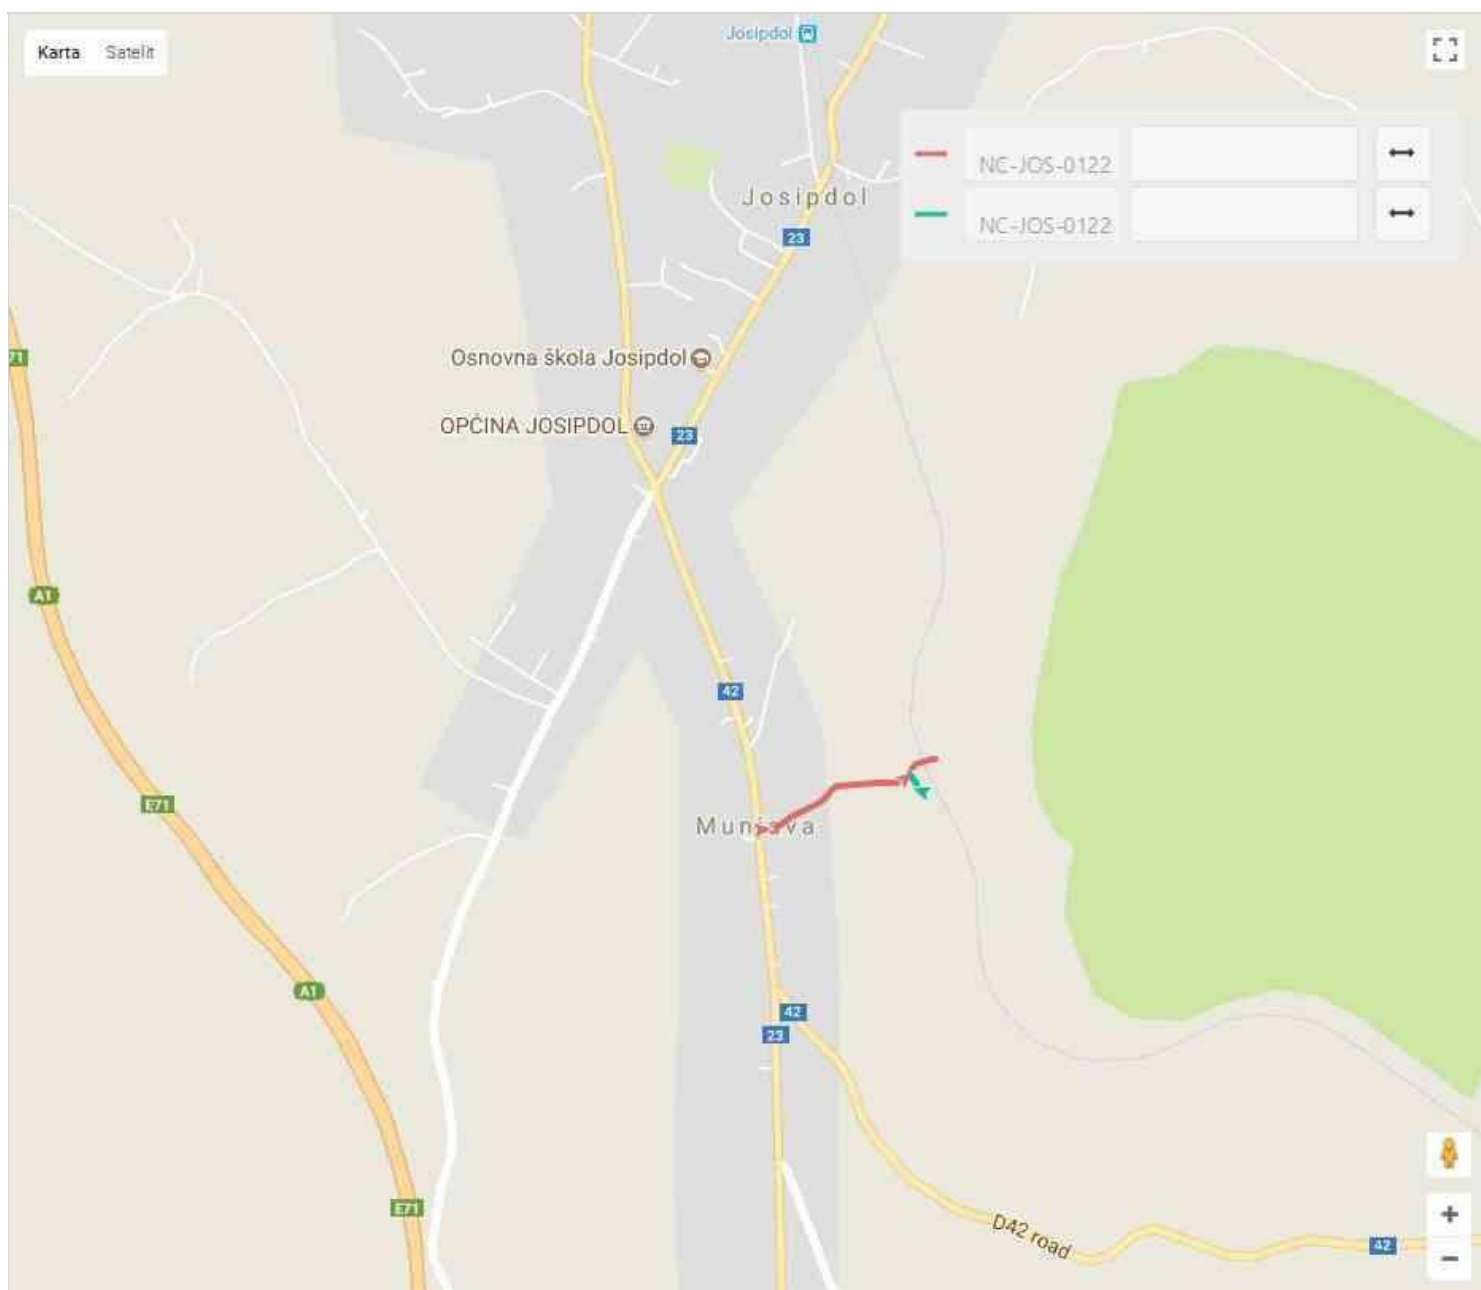 Josipdol
Karta Satelit
NC-JOS-0122
Josipdol
NC-JOS-0122
23
71
Osnovna škola Josipdol
OPĆINA JOSIPDOL
23
A1
42
E71
Munjava
A1
42
23
E71
D42 road
42